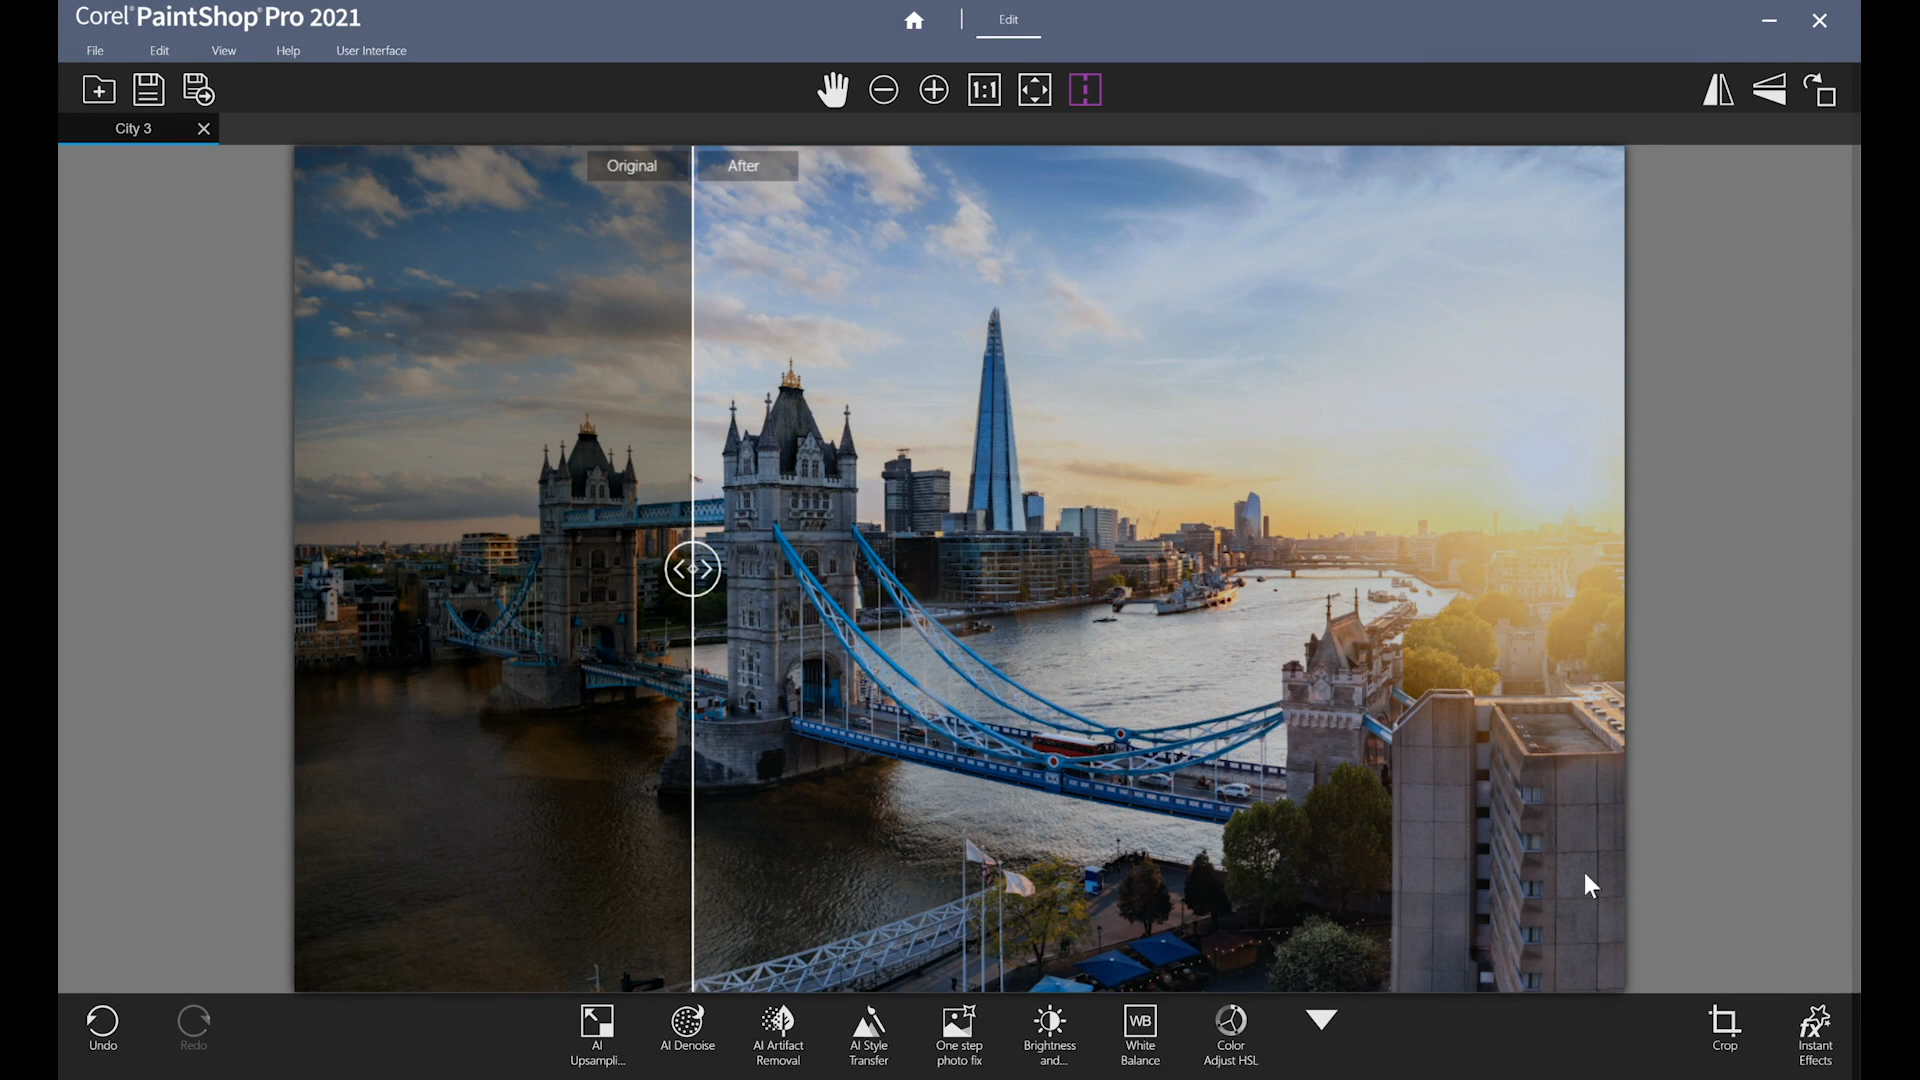 Corel® PaintShop® Pro 2021
Edit
File Edit View Help User Interface
1:1
City 3
Original After
Undo
Redo
AI
Upsampli...
AI Denoise
AI Artifact
Removal
AI Style
Transfer
One step
photo fix
Brightness
and...
WB
White
Balance
Color
Adjust HSL
Crop
fx
Instant
Effects